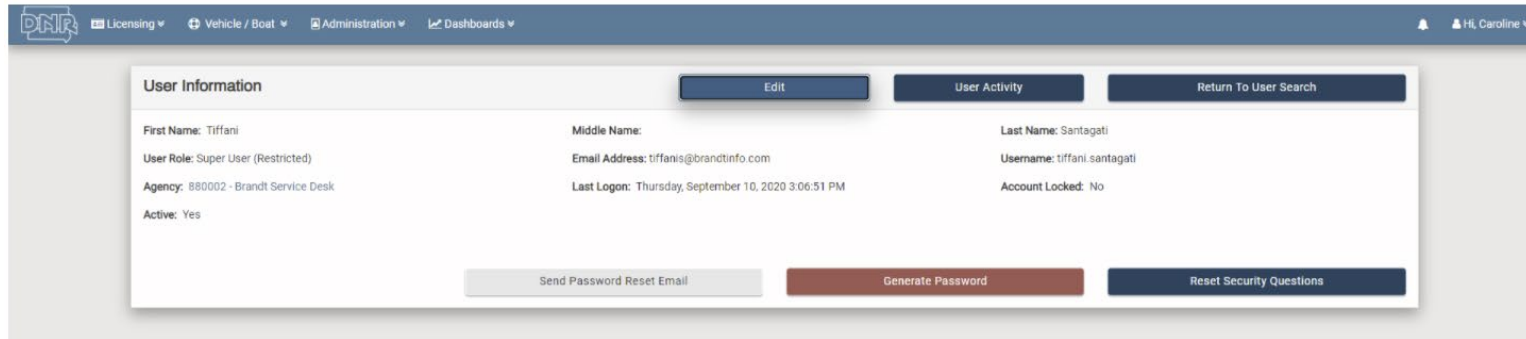 DNR Licensing Vehicle / Boat Administration Dashboards Hi, Caroline
User Information Edit User Activity Return To User Search
First Name: Tiffani Middle Name: Last Name: Santagati
User Role: Super User (Restricted) Email Address: tiffanis@brandtinfo.com Username: tiffani.santagati
Agency: 880002 - Brandt Service Desk Last Logon: Thursday, September 10, 2020 3:06:51 PM Account Locked: No
Active: Yes
Send Password Reset Email Generate Password Reset Security Questions